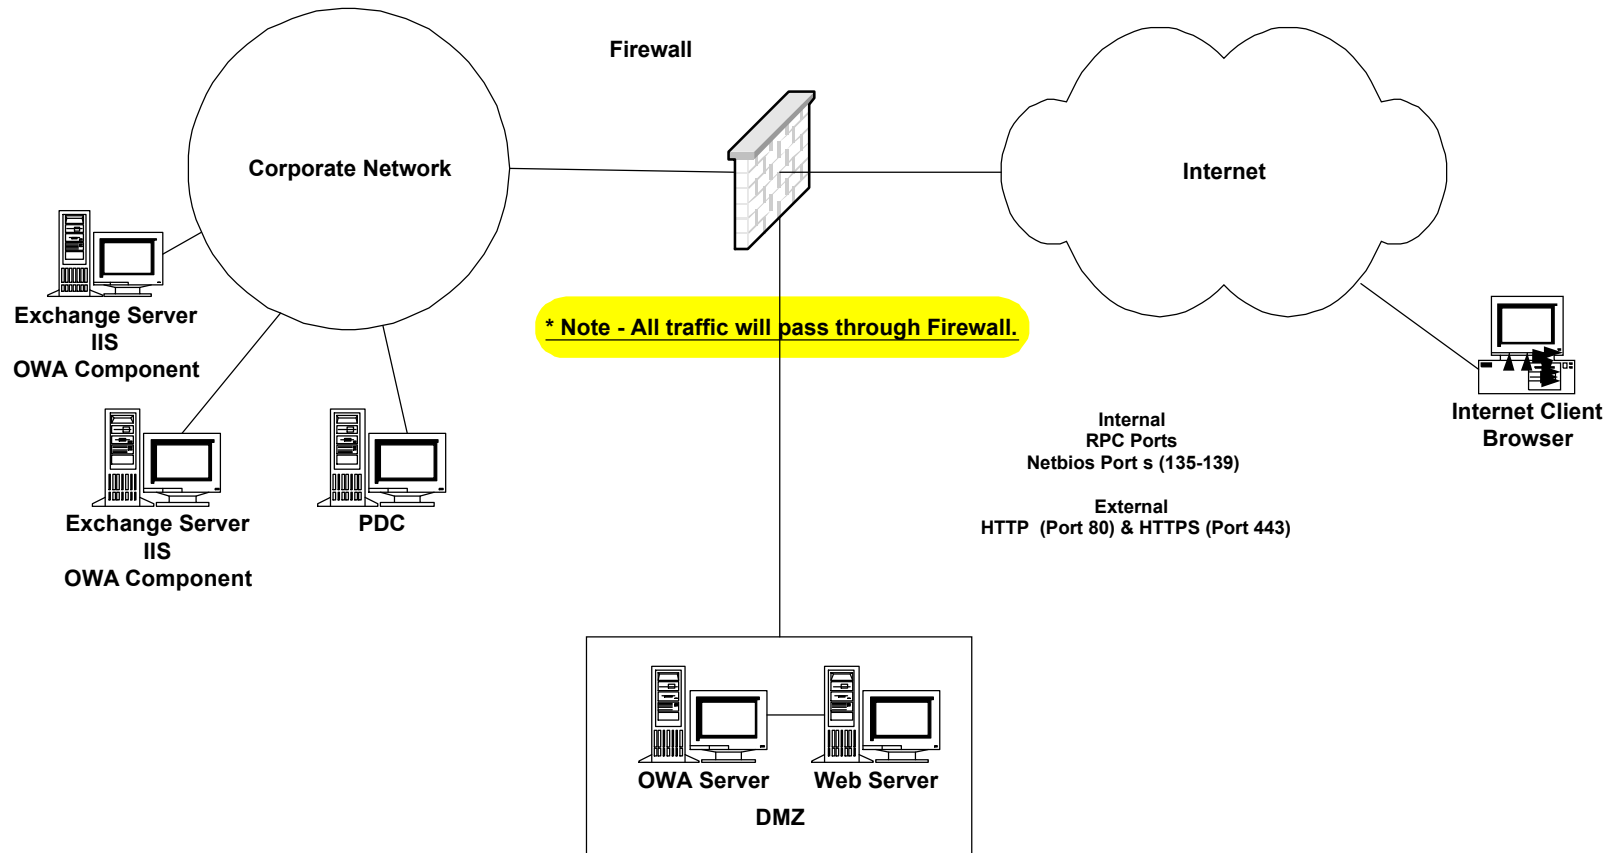 Firewall
Corporate Network
Internet
Exchange Server
IIS
OWA Component
* Note - All traffic will pass through Firewall.
Internet Client
Browser
Internal
RPC Ports
Netbios Port s (135-139)
External
HTTP (Port 80) & HTTPS (Port 443)
Exchange Server
IIS
OWA Component
PDC
OWA Server
Web Server
DMZ